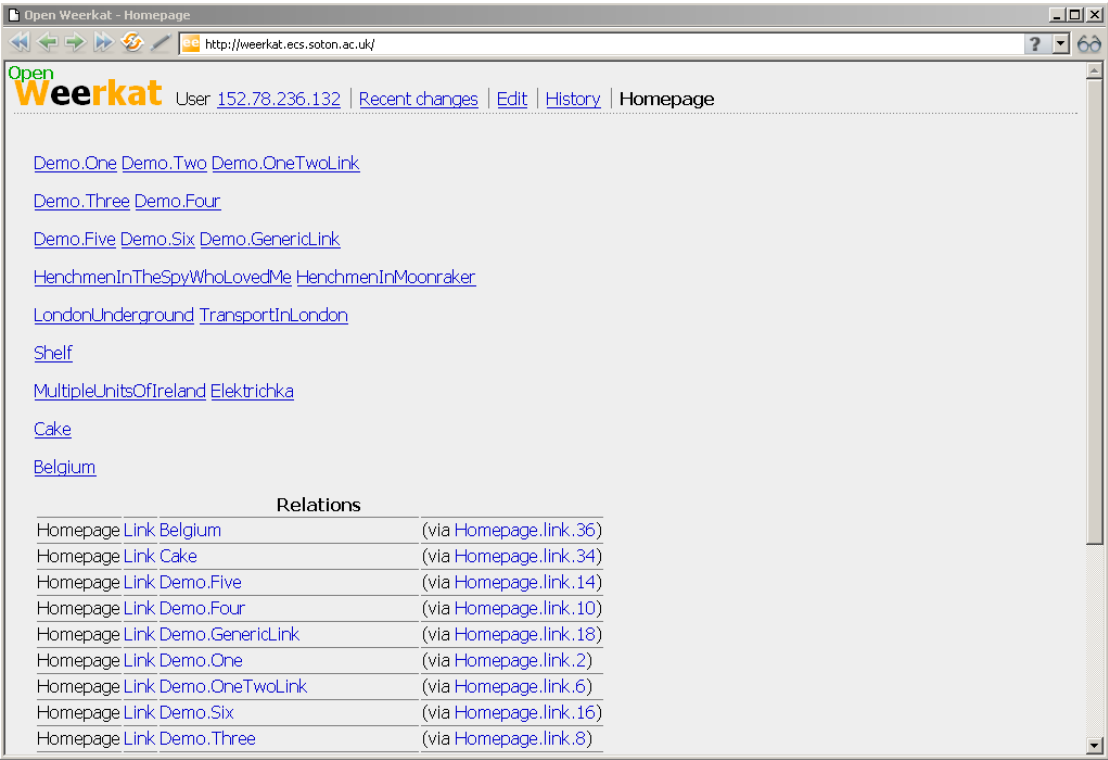 Open Weerkat - Homepage
http://weerkat.ecs.soton.ac.uk/ ?
Open
Weerkat User 152.78.236.132 | Recent changes | Edit | History | Homepage
Demo.One Demo.Two Demo.OneTwoLink
Demo.Three Demo.Four
Demo.Five Demo.Six Demo.GenericLink
HenchmenInTheSpyWhoLovedMe HenchmenInMoonraker
LondonUnderground TransportInLondon
Shelf
MultipleUnitsOfIreland Elektrichka
Cake
Belgium
Relations
Homepage Link Belgium (via Homepage.link.36)
Homepage Link Cake (via Homepage.link.34)
Homepage Link Demo.Five (via Homepage.link.14)
Homepage Link Demo.Four (via Homepage.link.10)
Homepage Link Demo.GenericLink (via Homepage.link.18)
Homepage Link Demo.One (via Homepage.link.2)
Homepage Link Demo.OneTwoLink (via Homepage.link.6)
Homepage Link Demo.Six (via Homepage.link.16)
Homepage Link Demo.Three (via Homepage.link.8)